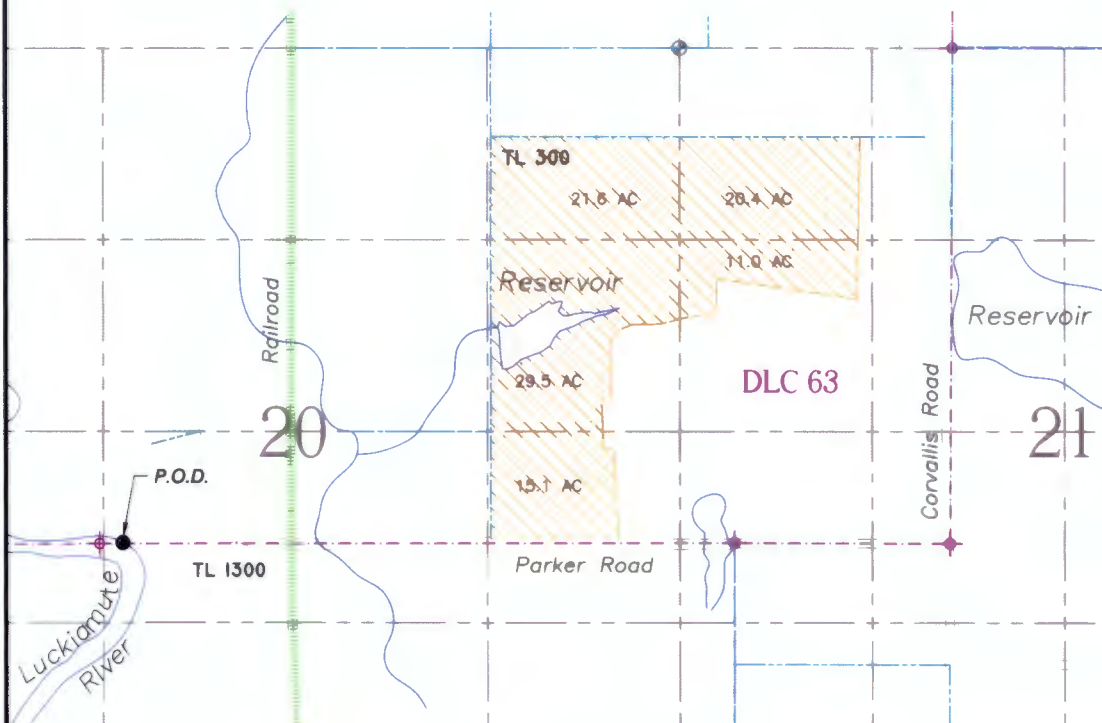 TL 300
21.6 AC
20.4 AC
11.0 AC
Reservoir
Reservoir
Railroad
29.5 AC
DLC 63
Corvallis Road
20
21
P.O.D.
15.1 AC
TL 1300
Parker Road
Luckiamute
River